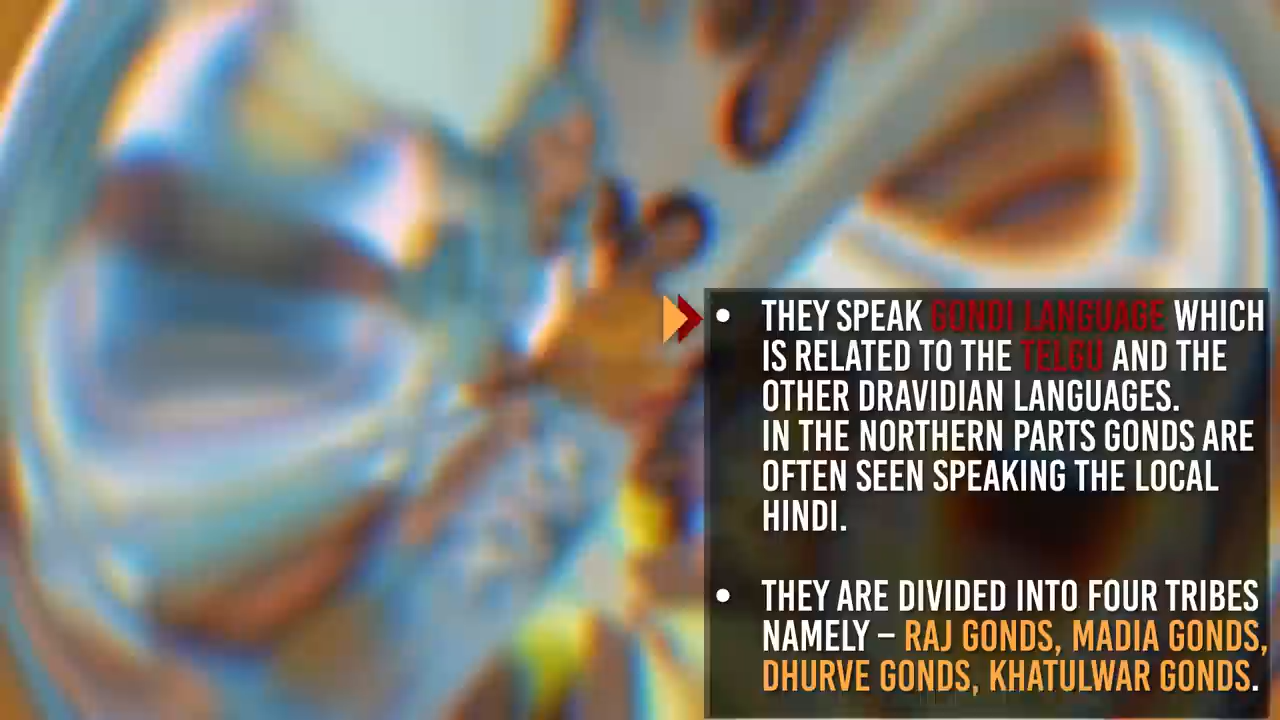 • THEY SPEAK GONDI LANGUAGE WHICH
IS RELATED TO THE TELGU AND THE
OTHER DRAVIDIAN LANGUAGES.
IN THE NORTHERN PARTS GONDS ARE
OFTEN SEEN SPEAKING THE LOCAL
HINDI.
• THEY ARE DIVIDED INTO FOUR TRIBES
NAMELY – RAJ GONDS, MADIA GONDS,
DHURVE GONDS, KHATULWAR GONDS.